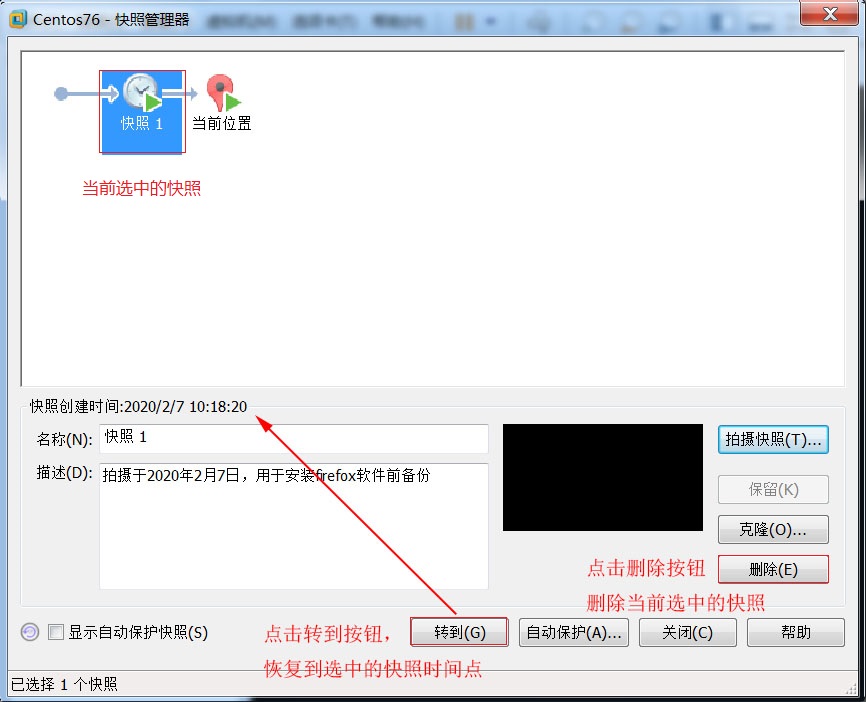 Centos76 - 快照管理器
快照 1
当前位置
当前选中的快照
快照创建时间:2020/2/7 10:18:20
名称(N):
快照 1
拍摄快照(T)...
描述(D):
拍摄于2020年2月7日，用于安装firefox软件前备份
保留(K)
克隆(O)...
点击删除按钮
删除(E)
删除当前选中的快照
显示自动保护快照(S)
点击转到按钮，
转到(G)
自动保护(A)...
关闭(C)
帮助
恢复到选中的快照时间点
已选择 1 个快照